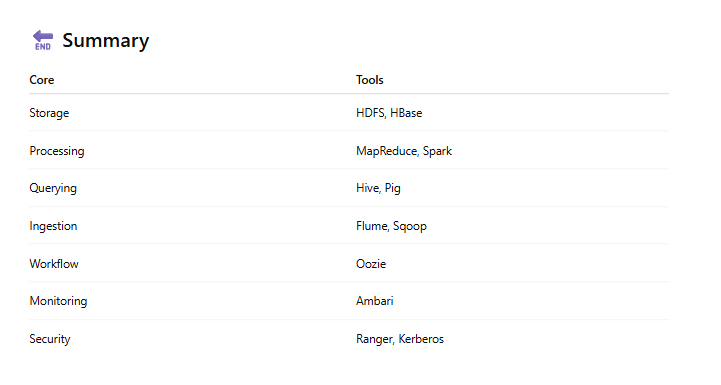 END Summary
Core Tools
Storage HDFS, HBase
Processing MapReduce, Spark
Querying Hive, Pig
Ingestion Flume, Sqoop
Workflow Oozie
Monitoring Ambari
Security Ranger, Kerberos